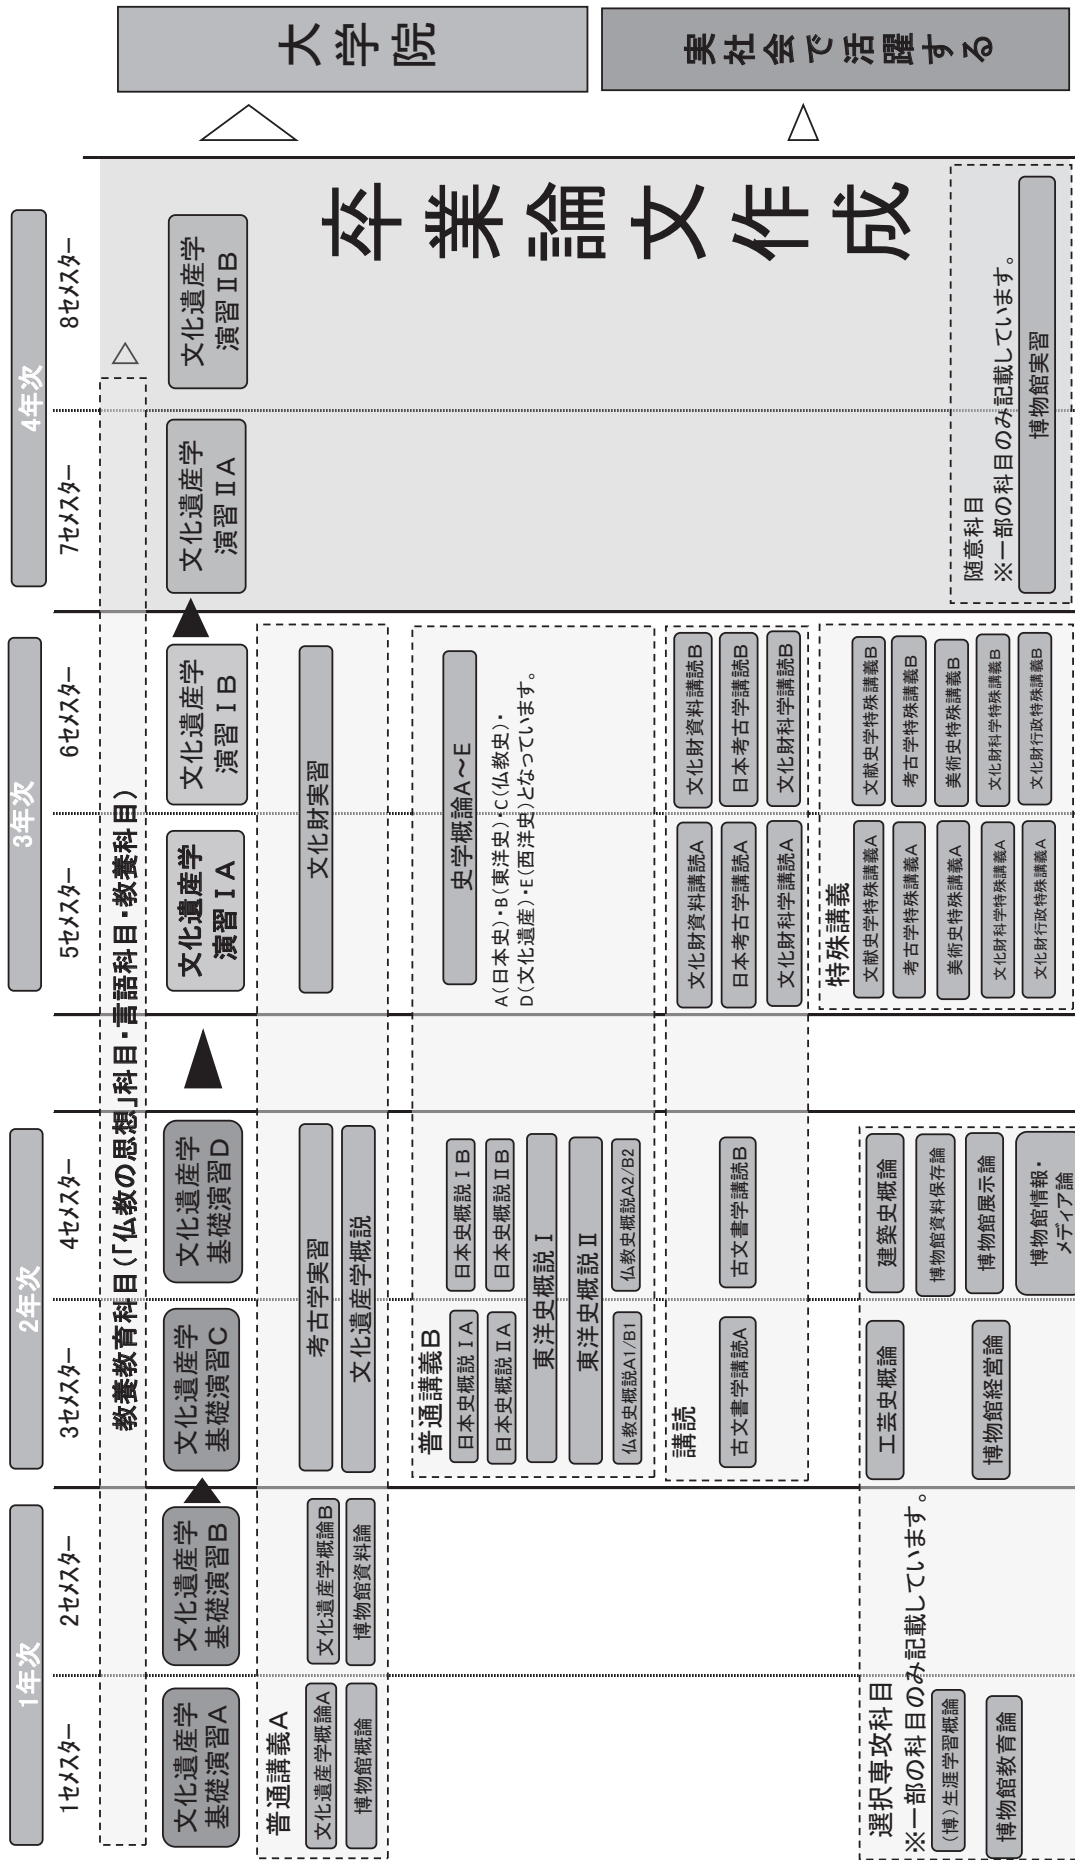 1年次
2年次
3年次
4年次
1セメスター
2セメスター
3セメスター
4セメスター
5セメスター
6セメスター
7セメスター
8セメスター
教養教育科目(「仏教の思想」科目・言語科目・教養科目)
文化遺産学
基礎演習A
文化遺産学
基礎演習B
文化遺産学
基礎演習C
文化遺産学
基礎演習D
文化遺産学
演習ⅠA
文化遺産学
演習ⅠB
文化遺産学
演習ⅡA
文化遺産学
演習ⅡB
普通講義A
文化遺産学概論A
博物館概論
文化遺産学概論B
博物館資料論
考古学実習
文化遺産学概説
文化財実習
普通講義B
日本史概説ⅠA
日本史概説ⅡA
日本史概説ⅠB
日本史概説ⅡB
東洋史概説Ⅰ
東洋史概説Ⅱ
仏教史概説A1/B1
仏教史概説A2/B2
史学概論A~E
A(日本史)・B(東洋史)・C(仏教史)・
D(文化遺産)・E(西洋史)となっています。
講読
古文書学講読A
古文書学講読B
文化財資料講読A
日本考古学講読A
文化財科学講読A
文化財資料講読B
日本考古学講読B
文化財科学講読B
特殊講義
文献史学特殊講義A
考古学特殊講義A
美術史特殊講義A
文化財科学特殊講義A
文化財行政特殊講義A
文献史学特殊講義B
考古学特殊講義B
美術史特殊講義B
文化財科学特殊講義B
文化財行政特殊講義B
選択専攻科目
※一部の科目のみ記載しています。
(博)生涯学習概論
博物館教育論
工芸史概論
博物館経営論
建築史概論
博物館資料保存論
博物館展示論
博物館情報・
メディア論
随意科目
※一部の科目のみ記載しています。
博物館実習
卒業論文作成
大学院
実社会で活躍する